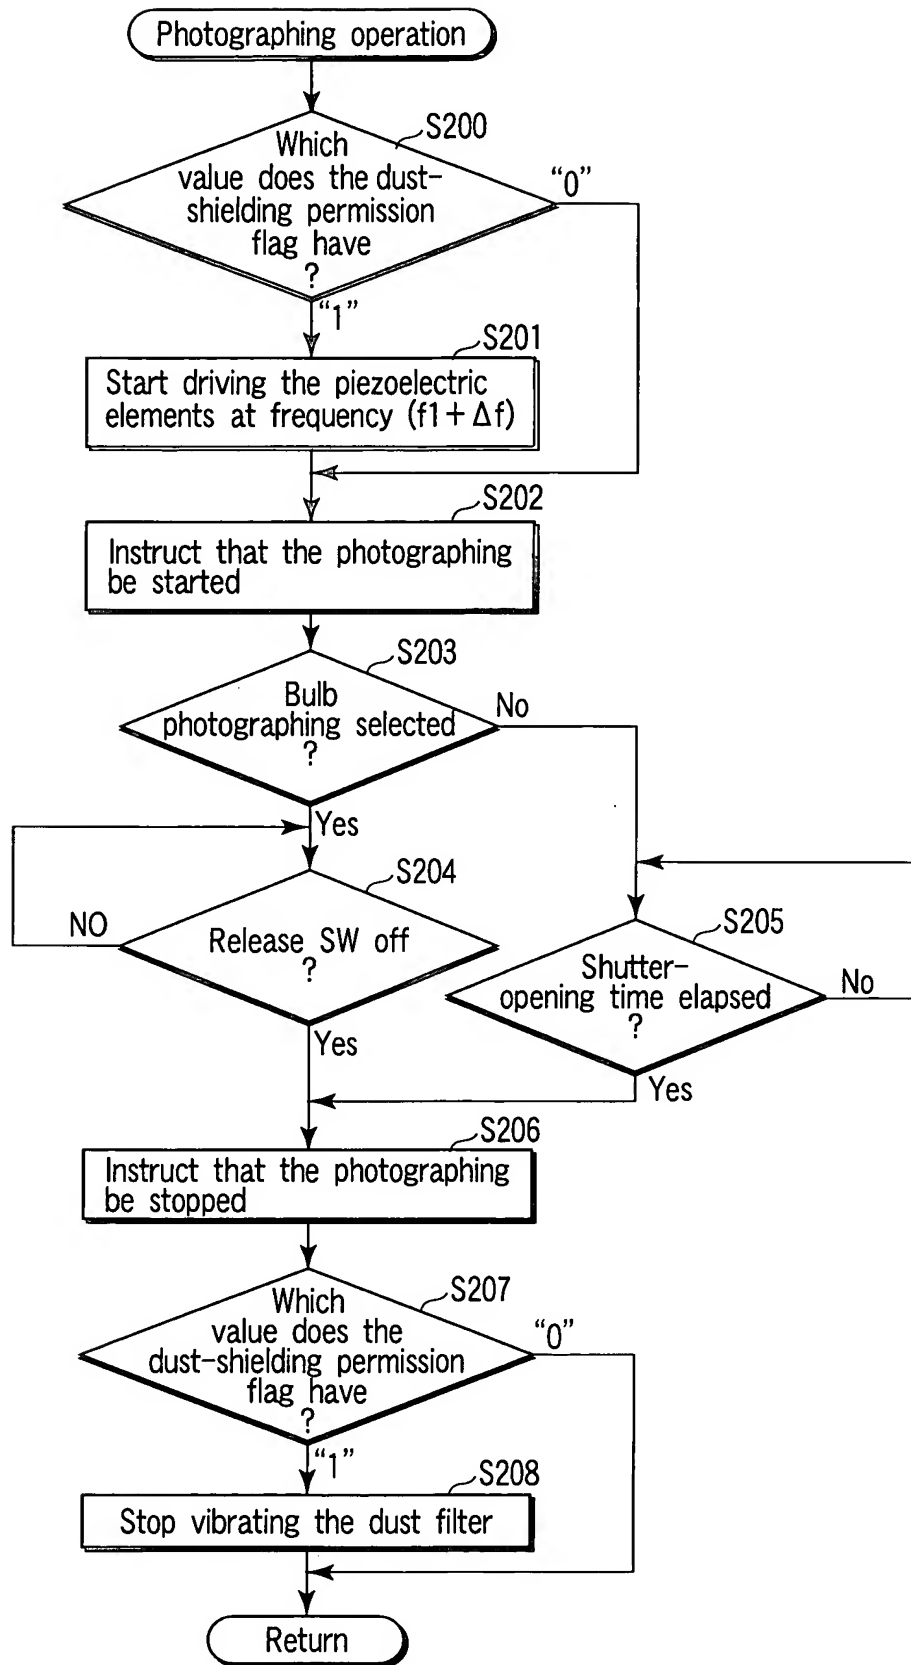 Photographing operation
S200
Which
value does the dust-
shielding permission
flag have
?
“0”
“1”
S201
Start driving the piezoelectric
elements at frequency (f1+Δf)
S202
Instruct that the photographing
be started
S203
Bulb
photographing selected
?
No
Yes
S204
Release SW off
?
NO
Yes
S205
Shutter-
opening time elapsed
?
No
Yes
S206
Instruct that the photographing
be stopped
S207
Which
value does the
dust-shielding permission
flag have
?
“0”
“1”
S208
Stop vibrating the dust filter
Return